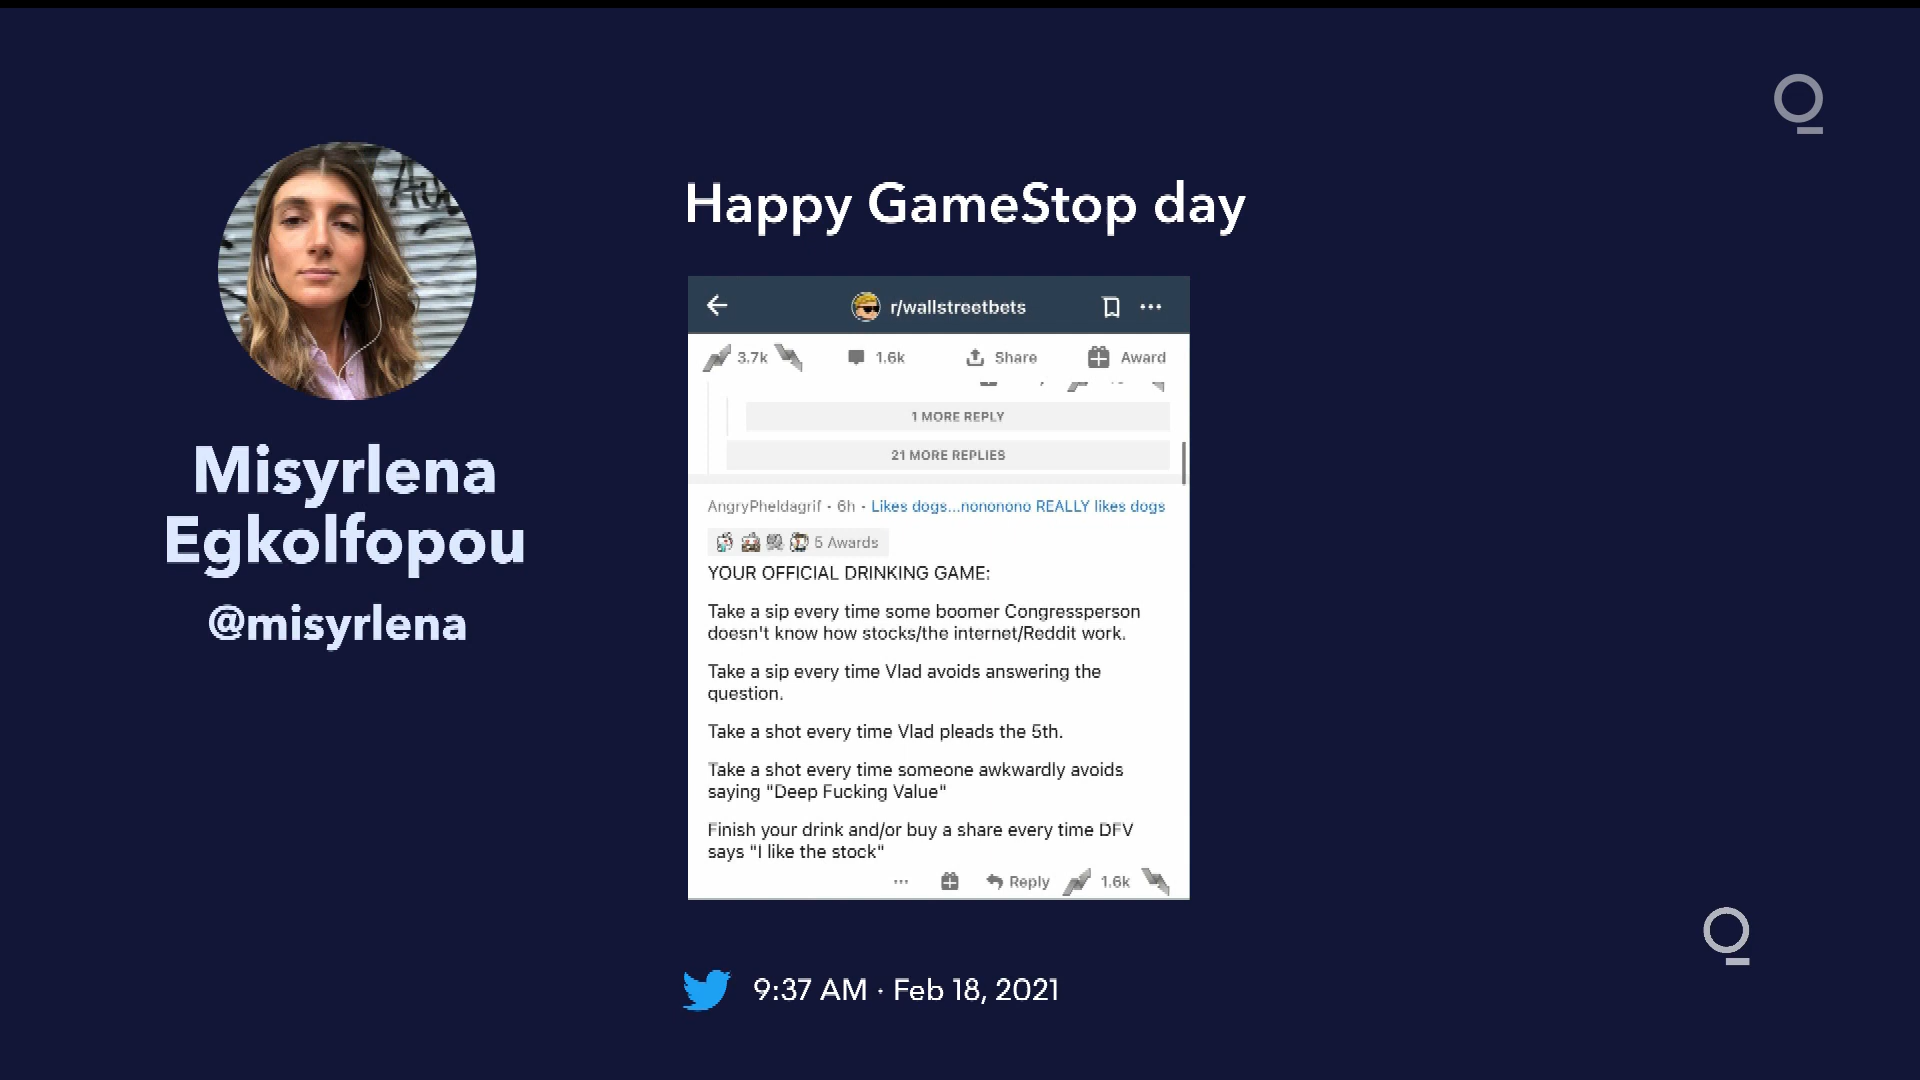 Misyrlena
Egkolfopou
@misyrlena
Happy GameStop day
r/wallstreetbets
3.7k 1.6k Share Award
1 MORE REPLY
21 MORE REPLIES
AngryPheldagrif · 6h · Likes dogs...nononono REALLY likes dogs
5 Awards
YOUR OFFICIAL DRINKING GAME:
Take a sip every time some boomer Congressperson
doesn't know how stocks/the internet/Reddit work.
Take a sip every time Vlad avoids answering the
question.
Take a shot every time Vlad pleads the 5th.
Take a shot every time someone awkwardly avoids
saying "Deep Fucking Value"
Finish your drink and/or buy a share every time DFV
says "I like the stock"
Reply 1.6k
9:37 AM · Feb 18, 2021